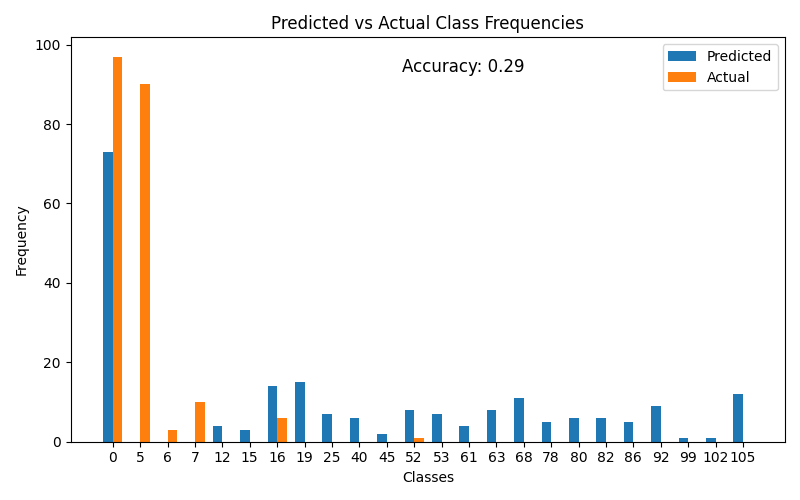 Predicted vs Actual Class Frequencies
Accuracy: 0.29
Predicted
Actual
100
80
60
40
20
0
Frequency
0 5 6 7 12 15 16 19 25 40 45 52 53 61 63 68 78 80 82 86 92 99 102 105
Classes